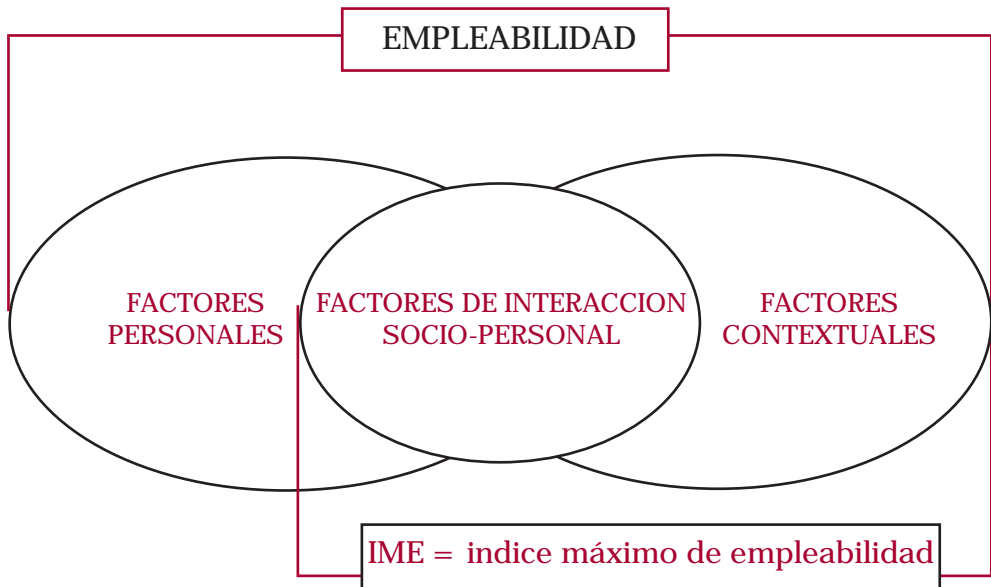 EMPLEABILIDAD
FACTORES
PERSONALES
FACTORES DE INTERACCION
SOCIO-PERSONAL
FACTORES
CONTEXTUALES
IME = indice máximo de empleabilidad